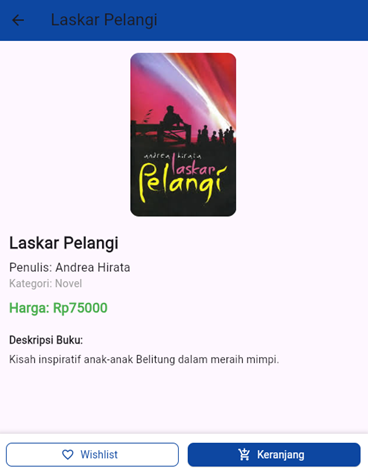 Laskar Pelangi
andrea hirata
laskar
Pelangi
Laskar Pelangi
Penulis: Andrea Hirata
Kategori: Novel
Harga: Rp75000
Deskripsi Buku:
Kisah inspiratif anak-anak Belitung dalam meraih mimpi.
Wishlist
Keranjang